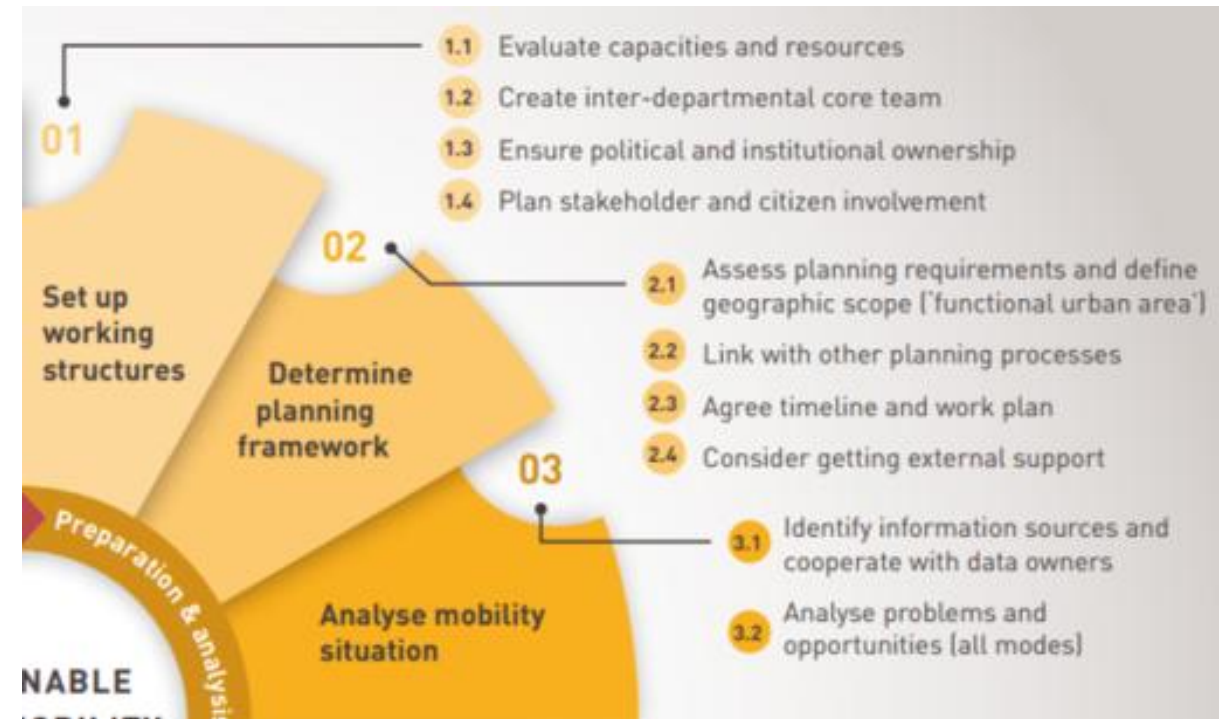 01
1.1 Evaluate capacities and resources
1.2 Create inter-departmental core team
1.3 Ensure political and institutional ownership
1.4 Plan stakeholder and citizen involvement
Set up
working
structures
02
2.1 Assess planning requirements and define
geographic scope ('functional urban area')
2.2 Link with other planning processes
2.3 Agree timeline and work plan
2.4 Consider getting external support
Determine
planning
framework
03
3.1 Identify information sources and
cooperate with data owners
3.2 Analyse problems and
opportunities (all modes)
Analyse mobility
situation
Preparation & analysis
NABLE